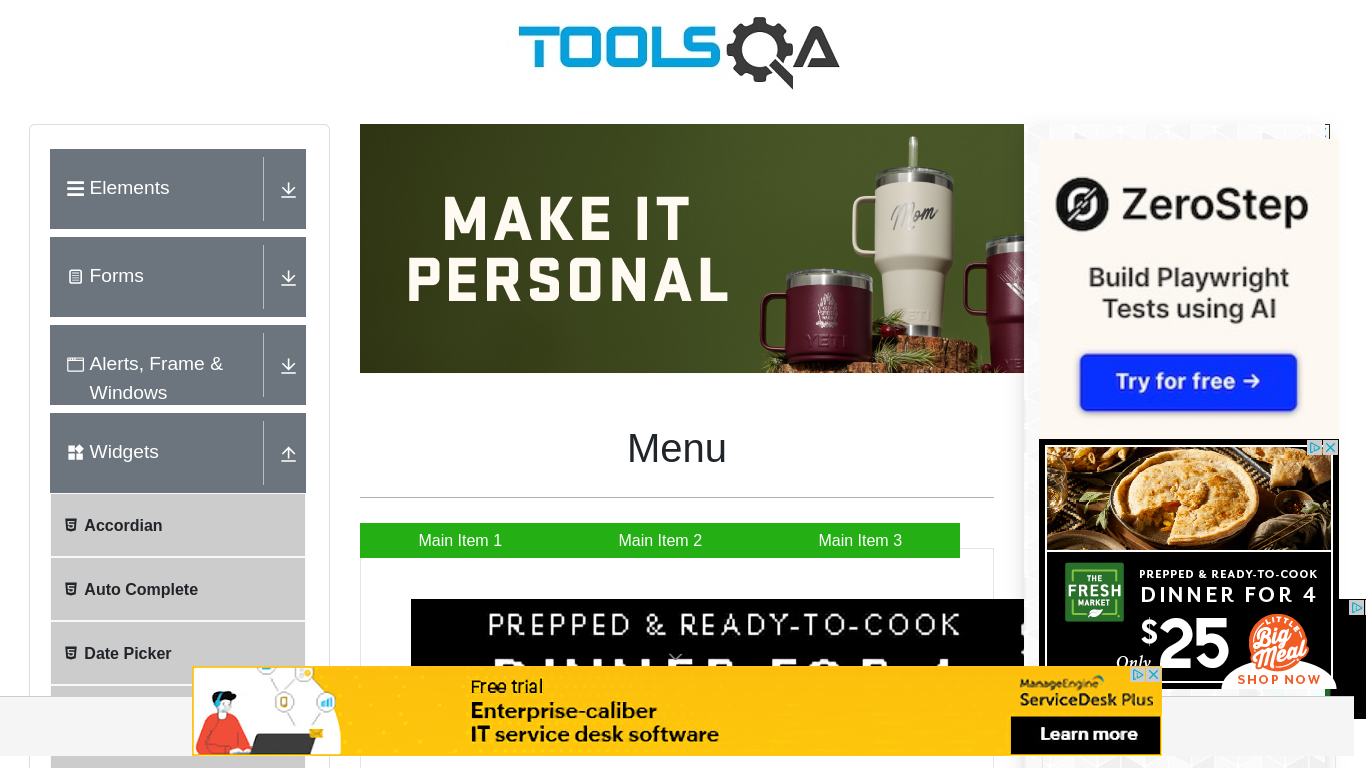 TOOLSQA
Elements
Forms
Alerts, Frame &
Windows
Widgets
Accordian
Auto Complete
Date Picker
MAKE IT
PERSONAL
Mom
YETI
YETI
Menu
Main Item 1
Main Item 2
Main Item 3
PREPPED & READY-TO-COOK
ZeroStep
Build Playwright
Tests using AI
Try for free →
THE
FRESH
MARKET
PREPPED & READY-TO-COOK
DINNER FOR 4
Only
$25
LITTLE
Big
Meal
SHOP NOW
Free trial
Enterprise-caliber
IT service desk software
ManageEngine
ServiceDesk Plus
Learn more